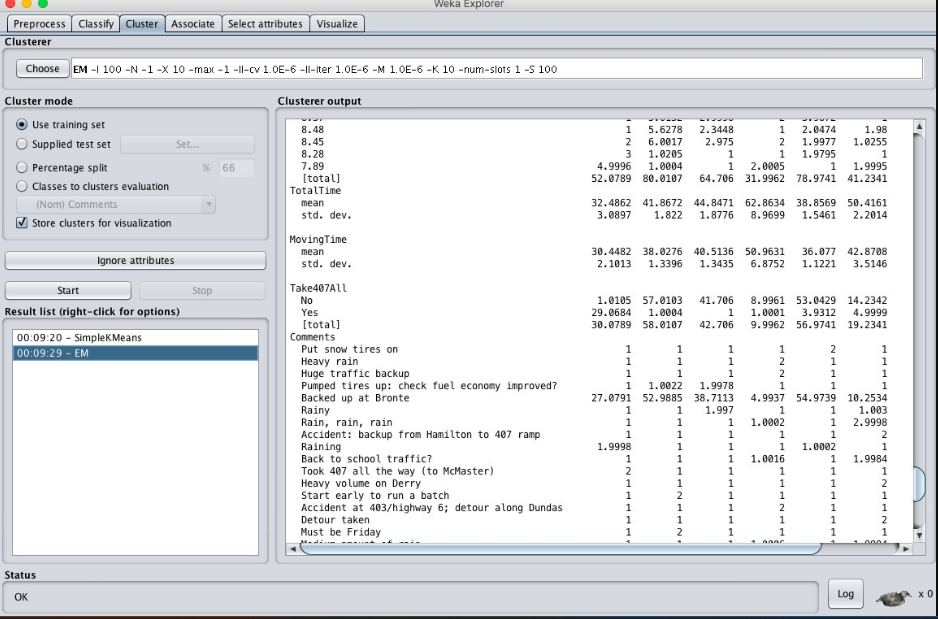 Weka Explorer
Preprocess Classify Cluster Associate Select attributes Visualize
Clusterer
Choose EM -I 100 -N -1 -X 10 -max -1 -ll-cv 1.0E-6 -ll-iter 1.0E-6 -M 1.0E-6 -K 10 -num-slots 1 -S 100
Cluster mode
Use training set
Supplied test set Set...
Percentage split % 66
Classes to clusters evaluation
(Nom) Comments
Store clusters for visualization
Ignore attributes
Start Stop
Result list (right-click for options)
00:09:20 - SimpleKMeans
00:09:29 - EM
Clusterer output
8.48 1 5.6278 2.3448 1 2.0474 1.98
8.45 2 6.0017 2.975 2 1.9977 1.0255
8.28 3 1.0205 1 1 1.9795 1
7.89 4.9996 1.0004 1 2.0005 1 1.9995
[total] 52.0789 80.0107 64.706 31.9962 78.9741 41.2341
TotalTime
mean 32.4862 41.8672 44.8471 62.8634 38.8569 50.4161
std. dev. 3.0897 1.822 1.8776 8.9699 1.5461 2.2014
MovingTime
mean 30.4482 38.0276 40.5136 50.9631 36.077 42.8708
std. dev. 2.1013 1.3396 1.3435 6.8752 1.1221 3.5146
Take407All
No 1.0105 57.0103 41.706 8.9961 53.0429 14.2342
Yes 29.0684 1.0004 1 1.0001 3.9312 4.9999
[total] 30.0789 58.0107 42.706 9.9962 56.9741 19.2341
Comments
Put snow tires on 1 1 1 1 2 1
Heavy rain 1 1 1 2 1 1
Huge traffic backup 1 1 1 2 1 1
Pumped tires up: check fuel economy improved? 1 1.0022 1.9978 1 1 1
Backed up at Bronte 27.0791 52.9885 38.7113 4.9937 54.9739 10.2534
Rainy 1 1 1.997 1 1 1.003
Rain, rain, rain 1 1 1 1.0002 1 2.9998
Accident: backup from Hamilton to 407 ramp 1 1 1 1 1 2
Raining 1.9998 1 1 1 1.0002 1
Back to school traffic? 1 1 1 1.0016 1 1.9984
Took 407 all the way (to McMaster) 2 1 1 1 1 1
Heavy volume on Derry 1 1 1 1 1 2
Start early to run a batch 1 2 1 1 1 1
Accident at 403/highway 6; detour along Dundas 1 1 1 2 1 1
Detour taken 1 1 1 1 1 2
Must be Friday 1 2 1 1 1 1
Status
OK
Log
x 0